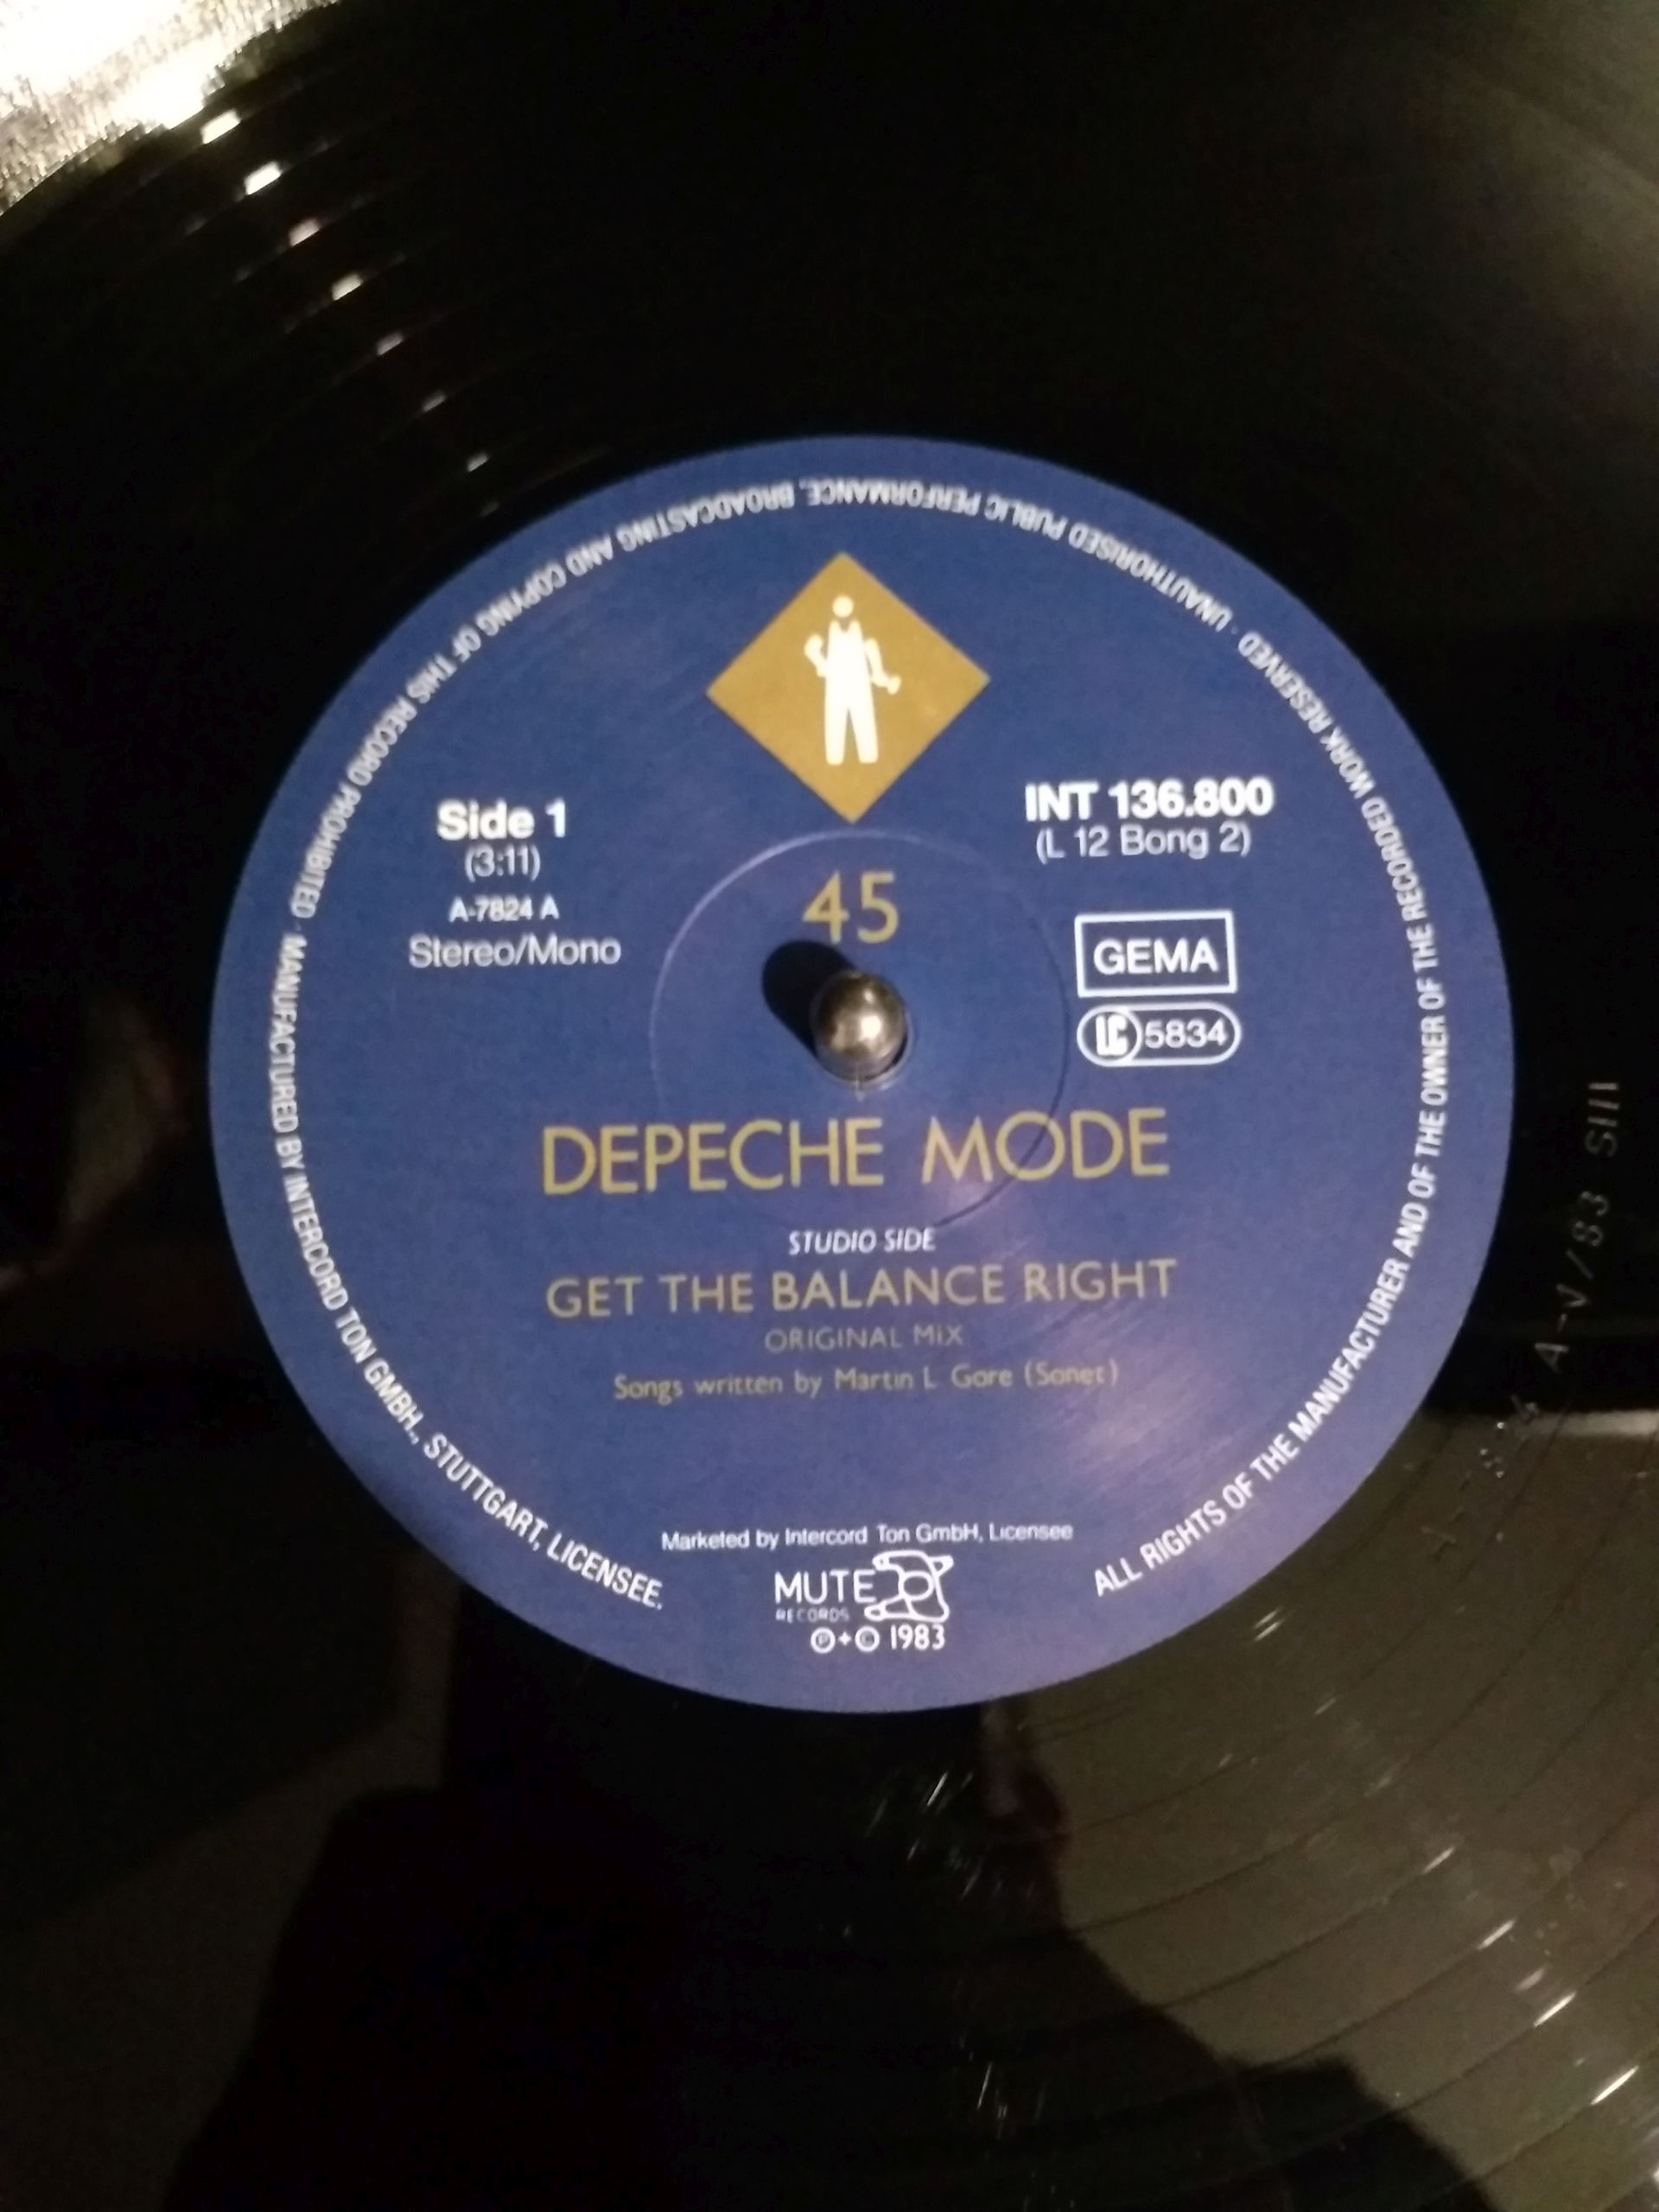 Side 1
(3:11)
A-7824 A
Stereo/Mono
INT 136.800
(L 12 Bong 2)
45
GEMA
LC 5834
DEPECHE MODE
STUDIO SIDE
GET THE BALANCE RIGHT
ORIGINAL MIX
Songs written by Martin L Gore (Sonet)
Marketed by Intercord Ton GmbH, Licensee
MUTE
RECORDS
℗+© 1983
ALL RIGHTS OF THE MANUFACTURER AND OF THE OWNER OF THE RECORDED WORK RESERVED · UNAUTHORISED PUBLIC PERFORMANCE, BROADCASTING AND COPYING OF THIS RECORD PROHIBITED · MANUFACTURED BY INTERCORD TON GMBH., STUTTGART, LICENSEE.